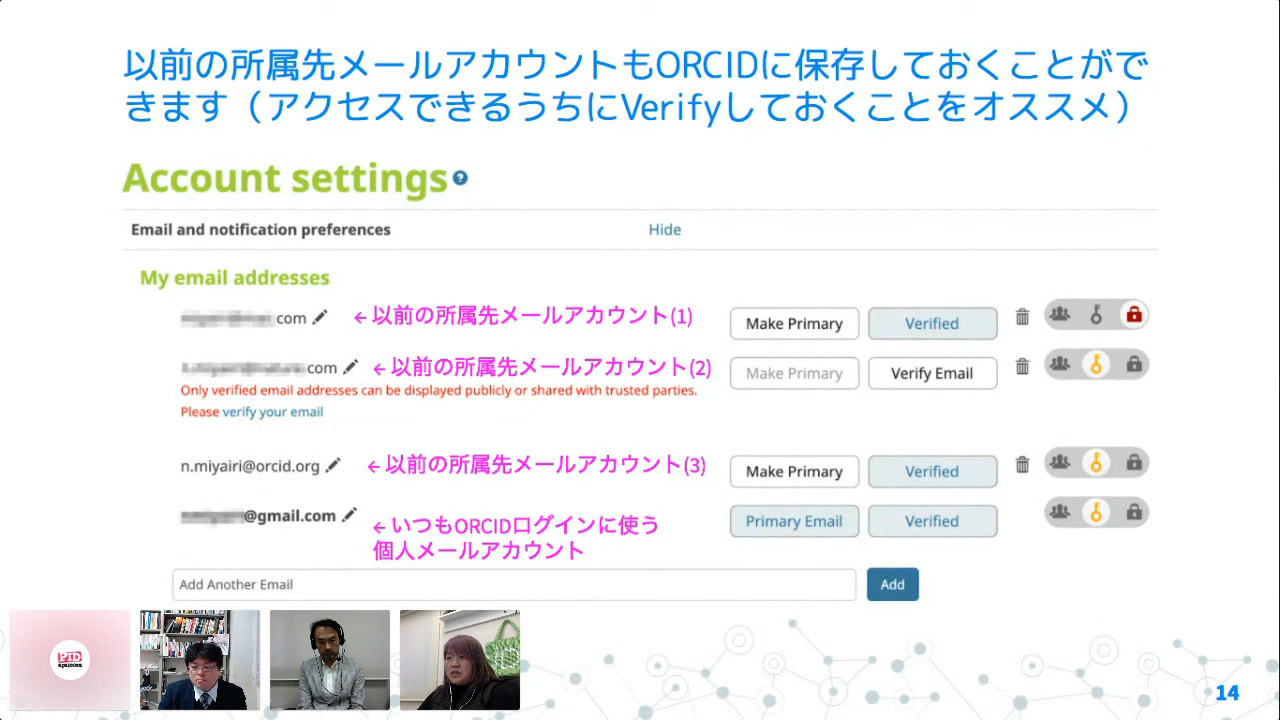 以前の所属先メールアカウントもORCIDに保存しておくことがで
きます（アクセスできるうちにVerifyしておくことをオススメ）
Account settings ?
Email and notification preferences Hide
My email addresses
com ←以前の所属先メールアカウント(1) Make Primary Verified
com ←以前の所属先メールアカウント(2) Make Primary Verify Email
Only verified email addresses can be displayed publicly or shared with trusted parties.
Please verify your email
n.miyairi@orcid.org ←以前の所属先メールアカウント(3) Make Primary Verified
@gmail.com ←いつもORCIDログインに使う Primary Email Verified
個人メールアカウント
Add Another Email Add
PID
apalooza
14